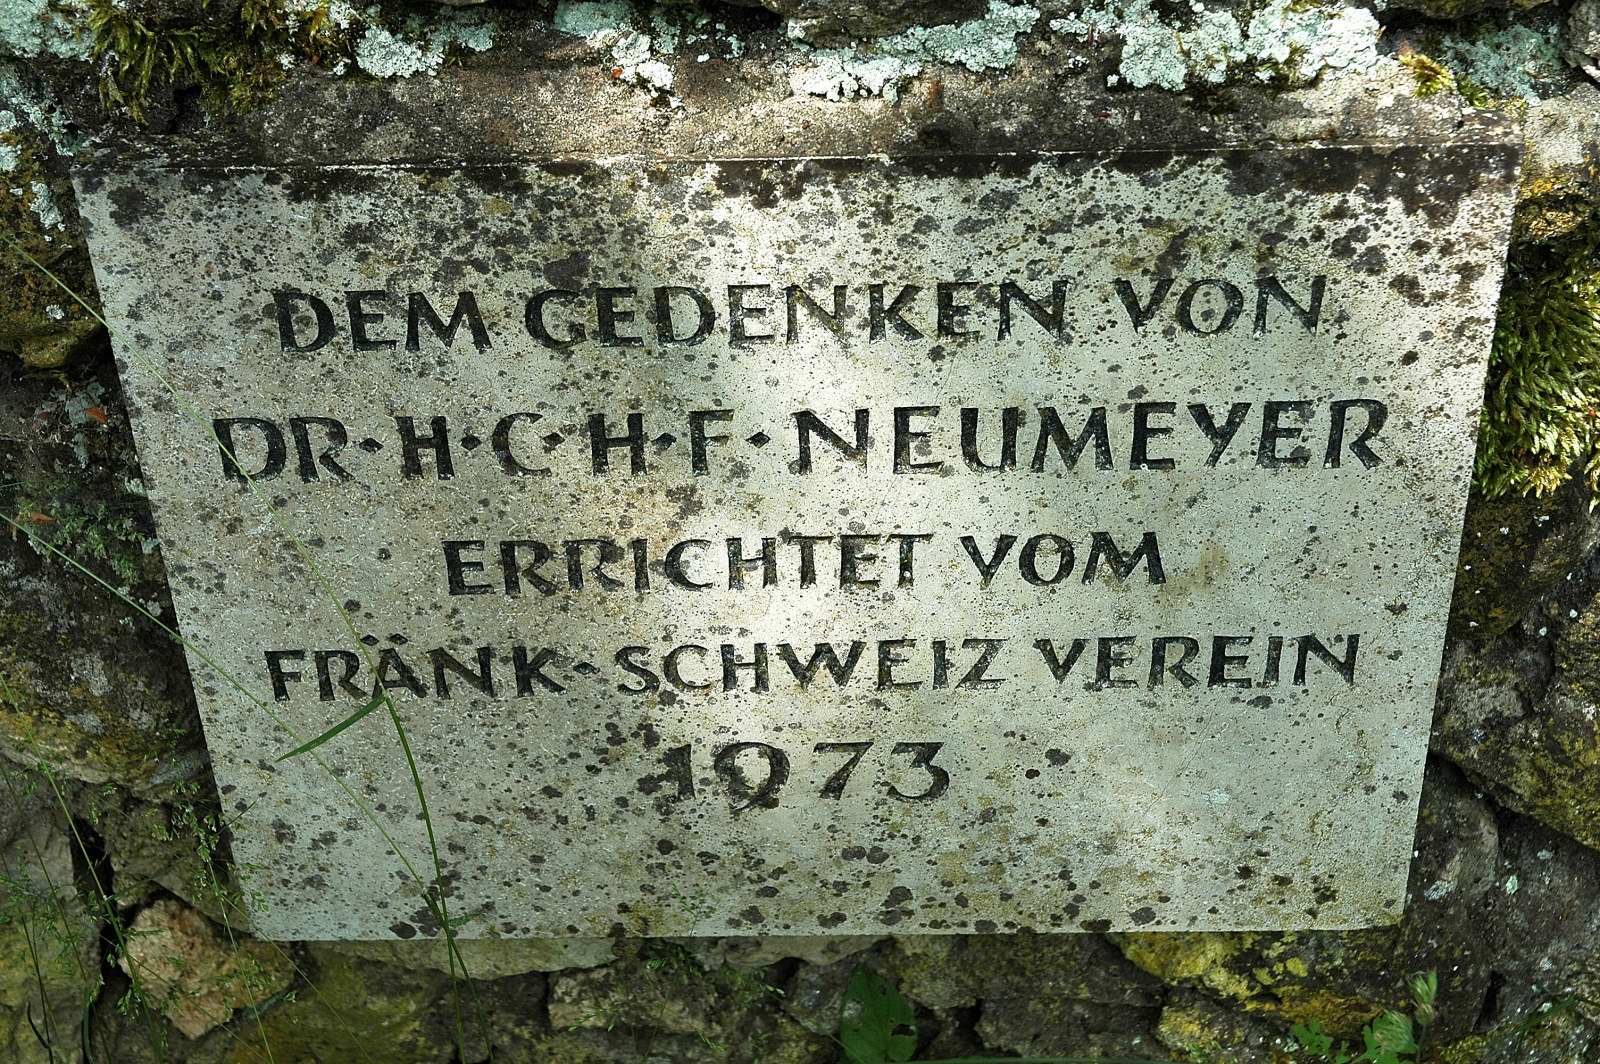 DEM GEDENKEN VON
DR·H·C·H·F·NEUMEYER
ERRICHTET VOM
FRÄNK·SCHWEIZ VEREIN
1973